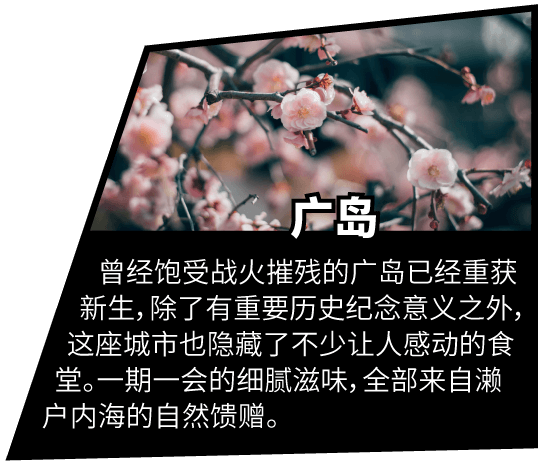 广岛
曾经饱受战火摧残的广岛已经重获
新生，除了有重要历史纪念意义之外，
这座城市也隐藏了不少让人感动的食
堂。一期一会的细腻滋味，全部来自濑
户内海的自然馈赠。